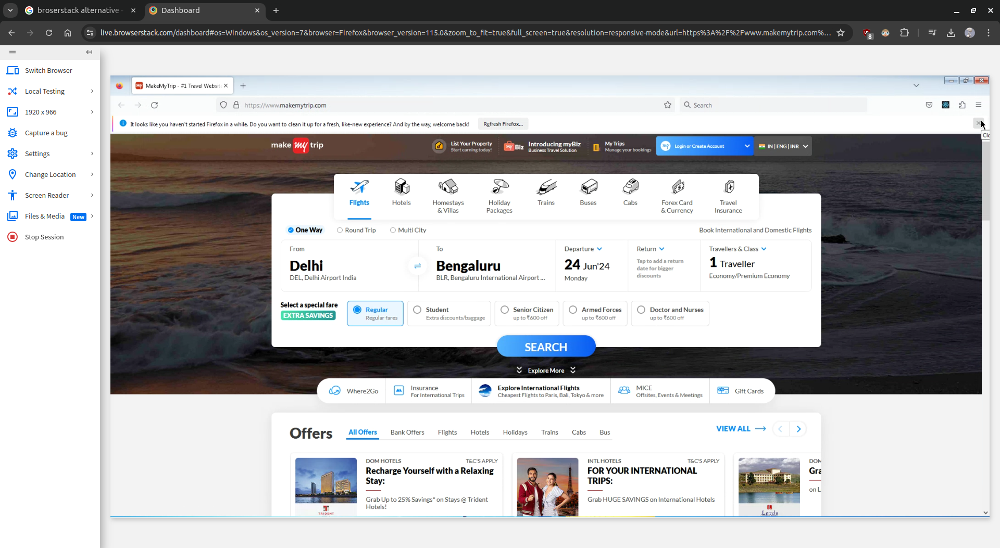 broserstack alternative
Dashboard
live.browserstack.com/dashboard#os=Windows&os_version=7&browser=Firefox&browser_version=115.0&zoom_to_fit=true&full_screen=true&resolution=responsive-mode&url=https%3A%2F%2Fwww.makemytrip.com%...
8
Switch Browser
Local Testing
1920 x 966
Capture a bug
Settings
Change Location
Screen Reader
Files & Media New
Stop Session
MakeMyTrip - #1 Travel Websit
https://www.makemytrip.com
Search
It looks like you haven't started Firefox in a while. Do you want to clean it up for a fresh, like-new experience? And by the way, welcome back!
Refresh Firefox...
Clo
make my trip
List Your Property
Start earning today!
my Biz
Introducing myBiz
Business Travel Solution
My Trips
Manage your bookings
my
Login or Create Account
IN | ENG | INR
Flights
Hotels
Homestays
& Villas
Holiday
Packages
Trains
Buses
Cabs
Forex Card
& Currency
Travel
Insurance
One Way
Round Trip
Multi City
Book International and Domestic Flights
From
Delhi
DEL, Delhi Airport India
To
Bengaluru
BLR, Bengaluru International Airport ...
Departure
24 Jun'24
Monday
Return
Tap to add a return
date for bigger
discounts
Travellers & Class
1 Traveller
Economy/Premium Economy
Select a special fare
EXTRA SAVINGS
Regular
Regular fares
Student
Extra discounts/baggage
Senior Citizen
up to ₹600 off
Armed Forces
up to ₹600 off
Doctor and Nurses
up to ₹600 off
SEARCH
Explore More
Where2Go
Insurance
For International Trips
Explore International Flights
Cheapest Flights to Paris, Bali, Tokyo & more
MICE
Offsites, Events & Meetings
Gift Cards
Offers
All Offers
Bank Offers
Flights
Hotels
Holidays
Trains
Cabs
Bus
VIEW ALL
DOM HOTELS
T&C'S APPLY
Recharge Yourself with a Relaxing
Stay:
Grab Up to 25% Savings* on Stays @ Trident
Hotels!
TRIDENT
INTL HOTELS
T&C'S APPLY
FOR YOUR INTERNATIONAL
TRIPS:
Grab HUGE SAVINGS on International Hotels
DOM
Gra
on L
Lords